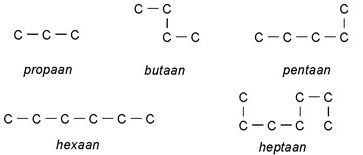 C – C – C
propaan
C – C
|
C – C
butaan
C
|
C – C – C – C
pentaan
C – C – C – C – C – C
hexaan
C C – C
| | |
C – C – C C
heptaan